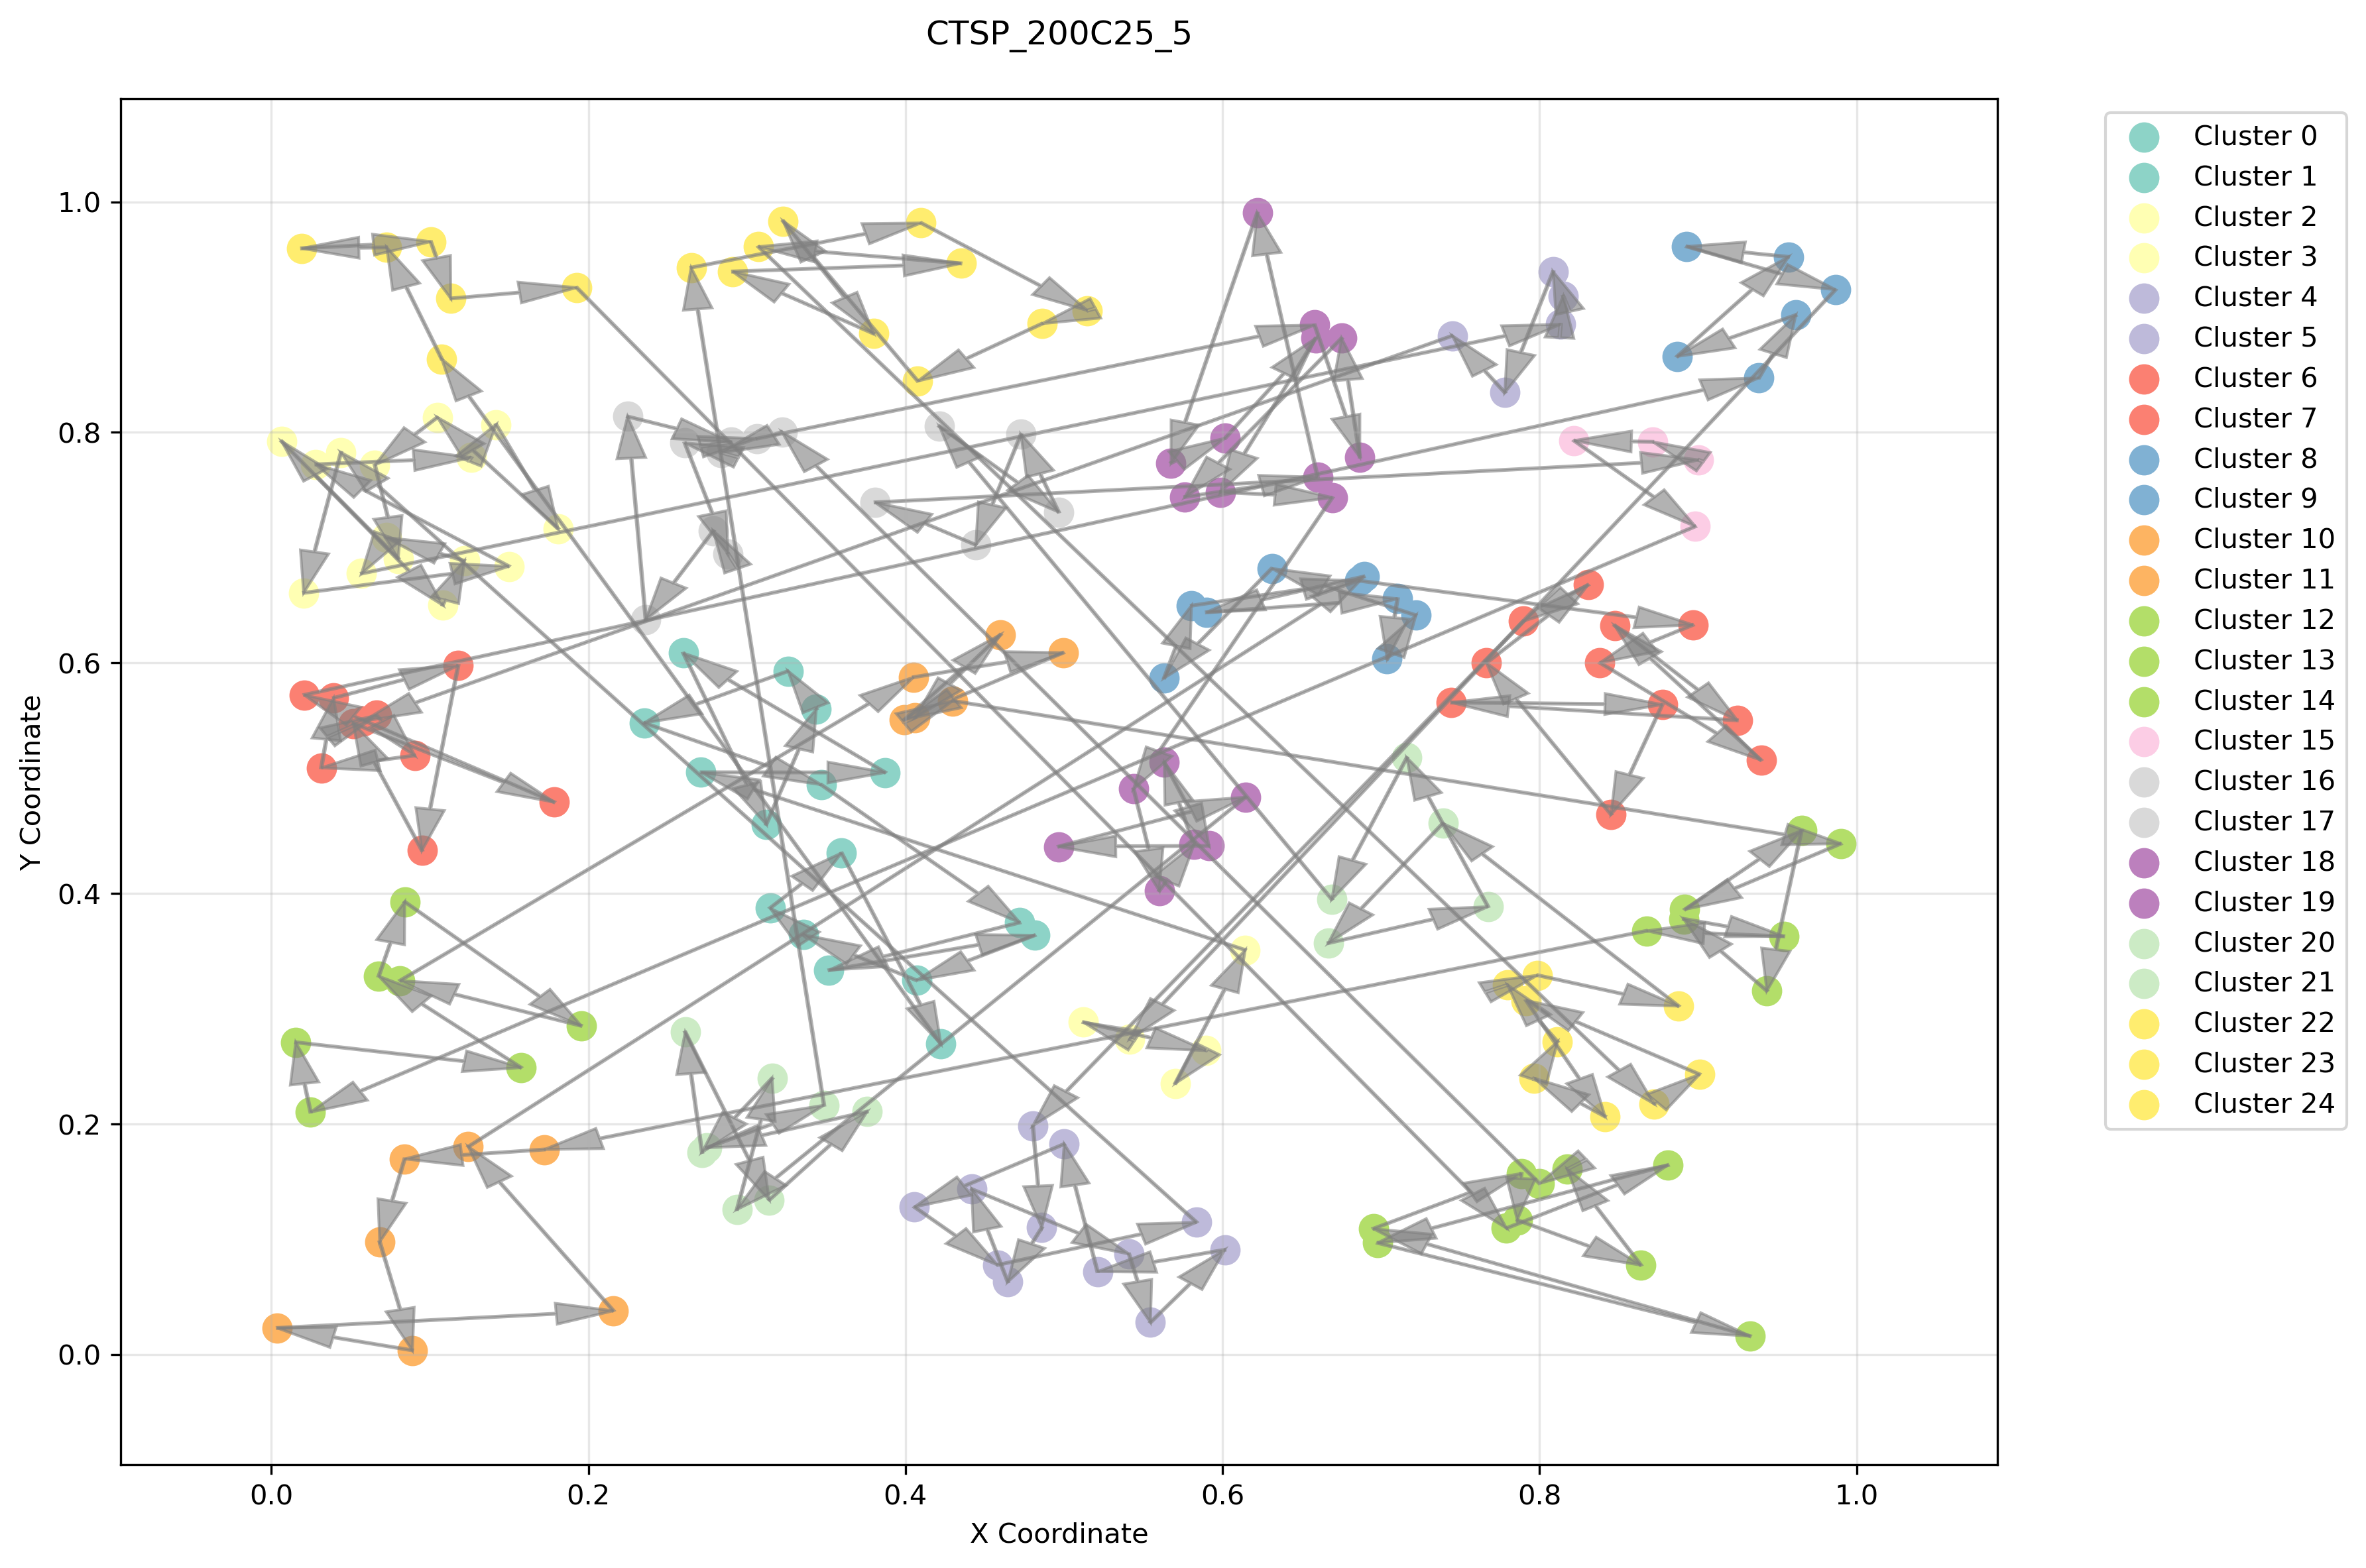 CTSP_200C25_5
Y Coordinate
1.0
0.8
0.6
0.4
0.2
0.0
0.0
0.2
0.4
0.6
0.8
1.0
X Coordinate
Cluster 0
Cluster 1
Cluster 2
Cluster 3
Cluster 4
Cluster 5
Cluster 6
Cluster 7
Cluster 8
Cluster 9
Cluster 10
Cluster 11
Cluster 12
Cluster 13
Cluster 14
Cluster 15
Cluster 16
Cluster 17
Cluster 18
Cluster 19
Cluster 20
Cluster 21
Cluster 22
Cluster 23
Cluster 24